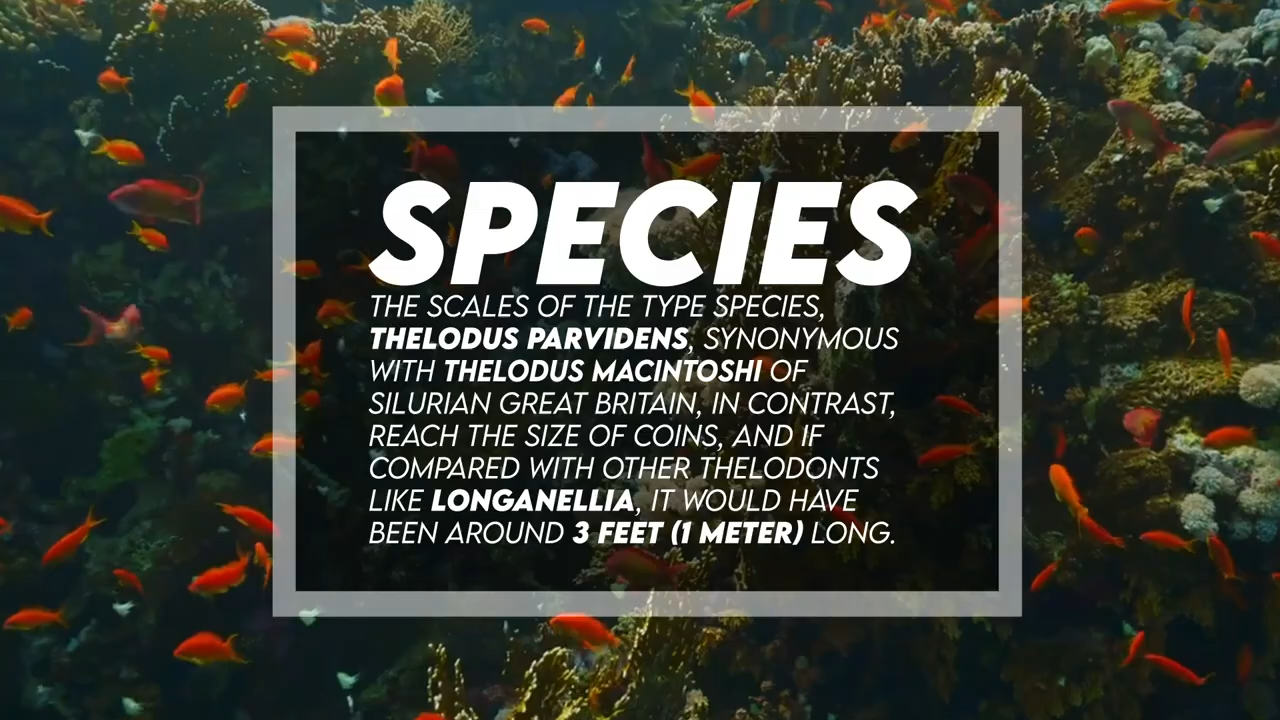 SPECIES
THE SCALES OF THE TYPE SPECIES,
THELODUS PARVIDENS, SYNONYMOUS
WITH THELODUS MACINTOSHI OF
SILURIAN GREAT BRITAIN, IN CONTRAST,
REACH THE SIZE OF COINS, AND IF
COMPARED WITH OTHER THELODONTS
LIKE LONGANELLIA, IT WOULD HAVE
BEEN AROUND 3 FEET (1 METER) LONG.